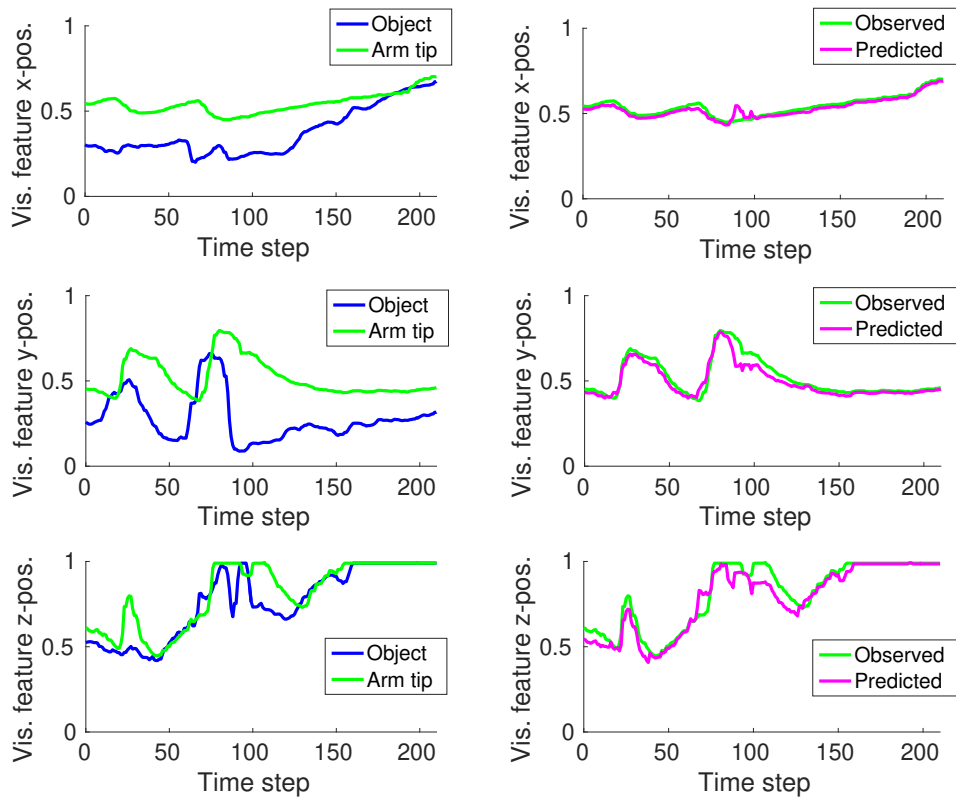 Vis. feature x-pos.
1
0.5
0
0 50 100 150 200
Time step
Object
Arm tip
Vis. feature x-pos.
1
0.5
0
0 50 100 150 200
Time step
Observed
Predicted
Vis. feature y-pos.
1
0.5
0
0 50 100 150 200
Time step
Object
Arm tip
Vis. feature y-pos.
1
0.5
0
0 50 100 150 200
Time step
Observed
Predicted
Vis. feature z-pos.
1
0.5
0
0 50 100 150 200
Time step
Object
Arm tip
Vis. feature z-pos.
1
0.5
0
0 50 100 150 200
Time step
Observed
Predicted